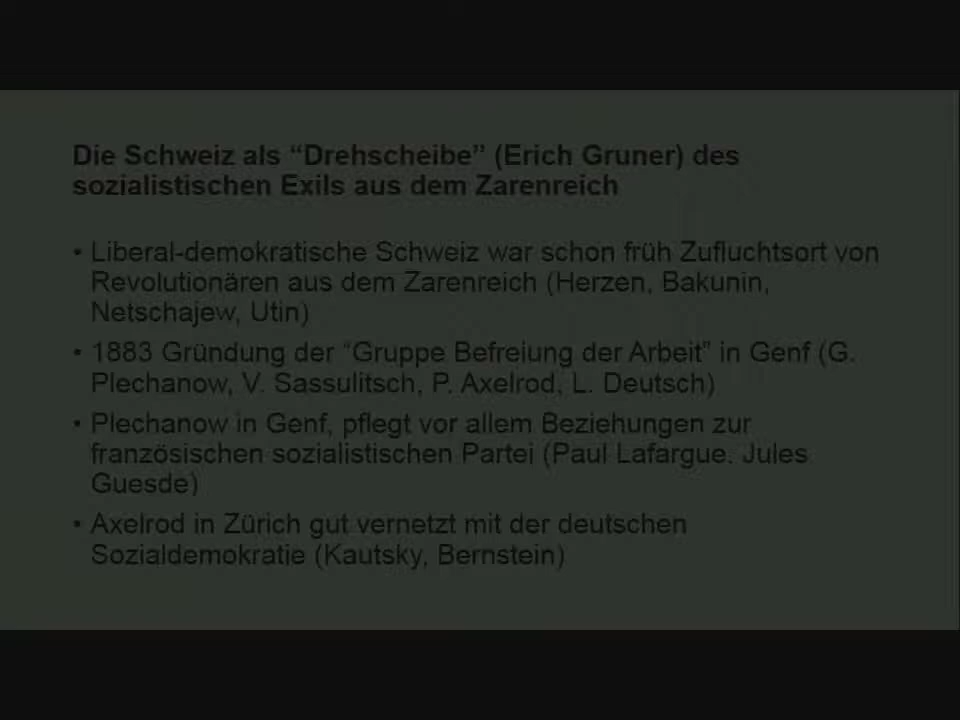 Die Schweiz als “Drehscheibe” (Erich Gruner) des
sozialistischen Exils aus dem Zarenreich
• Liberal-demokratische Schweiz war schon früh Zufluchtsort von
Revolutionären aus dem Zarenreich (Herzen, Bakunin,
Netschajew, Utin)
• 1883 Gründung der “Gruppe Befreiung der Arbeit” in Genf (G.
Plechanow, V. Sassulitsch, P. Axelrod, L. Deutsch)
• Plechanow in Genf, pflegt vor allem Beziehungen zur
französischen sozialistischen Partei (Paul Lafargue. Jules
Guesde)
• Axelrod in Zürich gut vernetzt mit der deutschen
Sozialdemokratie (Kautsky, Bernstein)